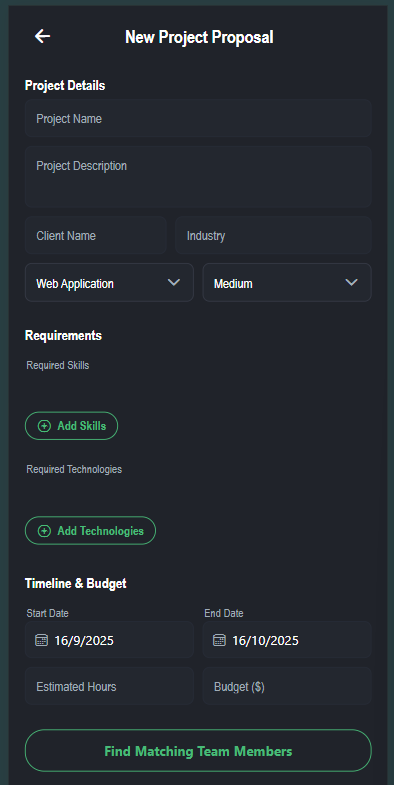 New Project Proposal
Project Details
Project Name
Project Description
Client Name Industry
Web Application Medium
Requirements
Required Skills
Add Skills
Required Technologies
Add Technologies
Timeline & Budget
Start Date End Date
16/9/2025 16/10/2025
Estimated Hours Budget ($)
Find Matching Team Members